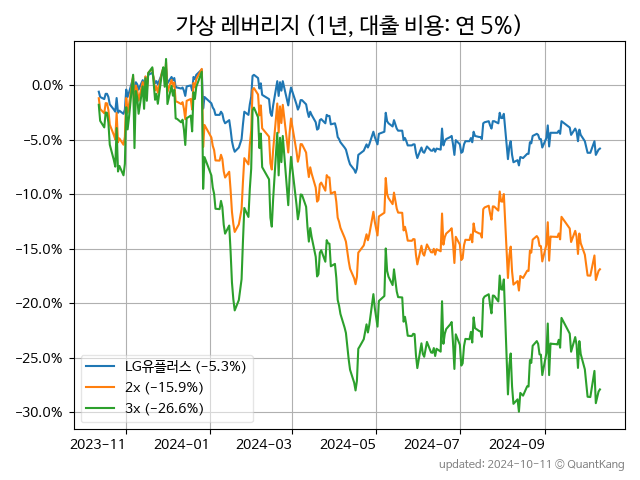 가상 레버리지 (1년, 대출 비용: 연 5%)
0.0%
−5.0%
−10.0%
−15.0%
−20.0%
−25.0%
−30.0%
LG유플러스 (−5.3%)
2x (−15.9%)
3x (−26.6%)
2023-11 2024-01 2024-03 2024-05 2024-07 2024-09
updated: 2024-10-11 © QuantKang